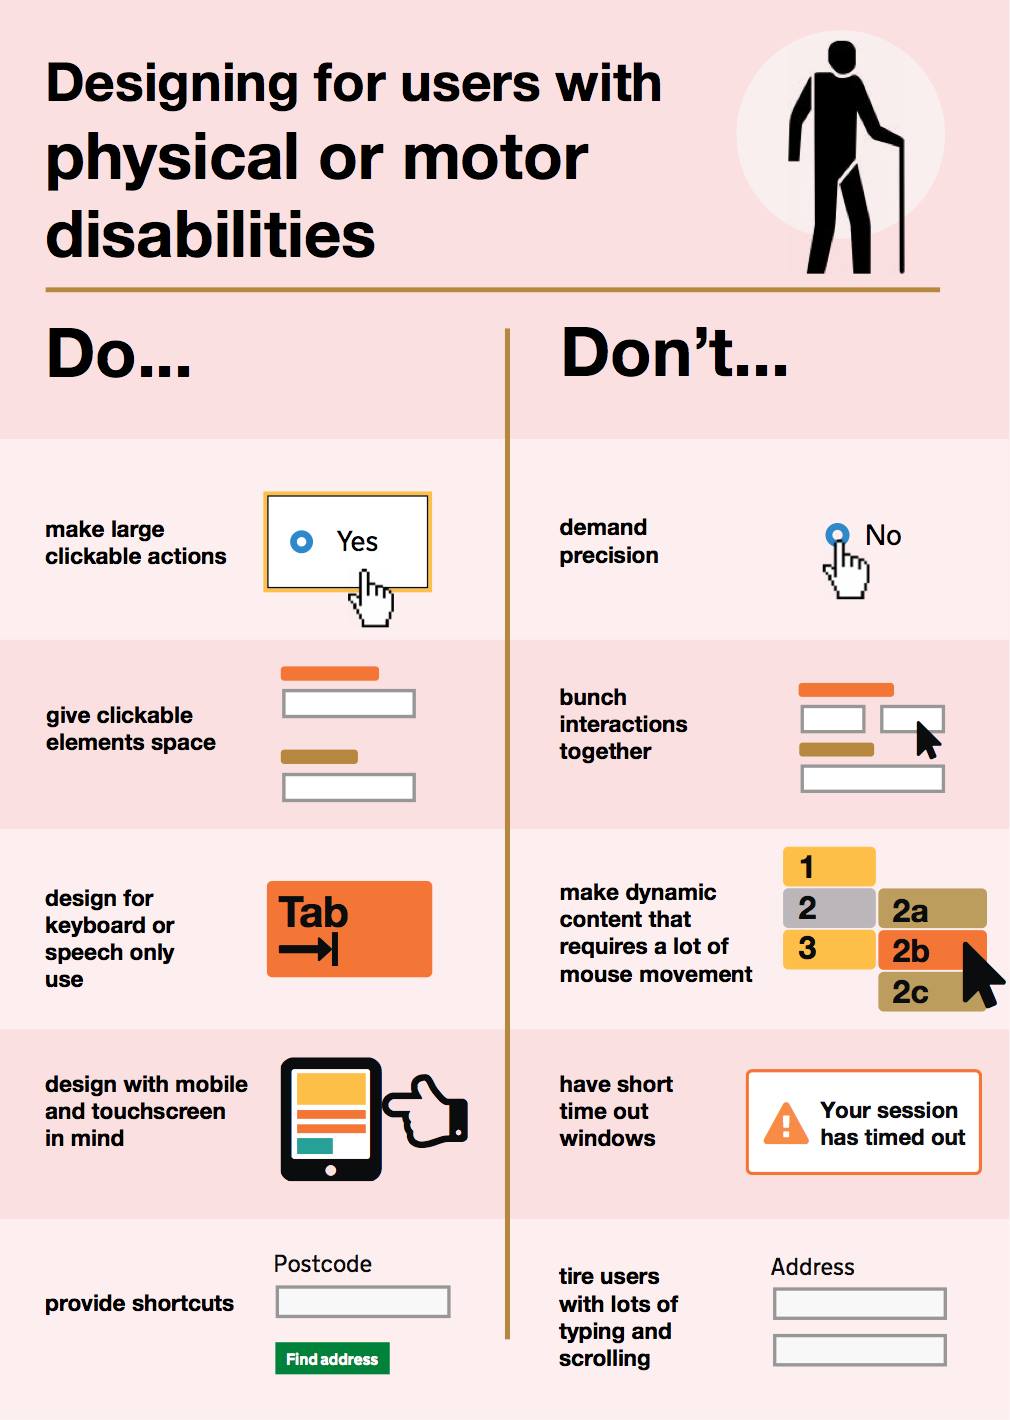 Designing for users with
physical or motor
disabilities
Do...
Don't...
make large
clickable actions
Yes
demand
precision
No
give clickable
elements space
bunch
interactions
together
design for
keyboard or
speech only
use
Tab
make dynamic
content that
requires a lot of
mouse movement
1
2
2a
3
2b
2c
design with mobile
and touchscreen
in mind
have short
time out
windows
Your session
has timed out
provide shortcuts
Postcode
Find address
tire users
with lots of
typing and
scrolling
Address